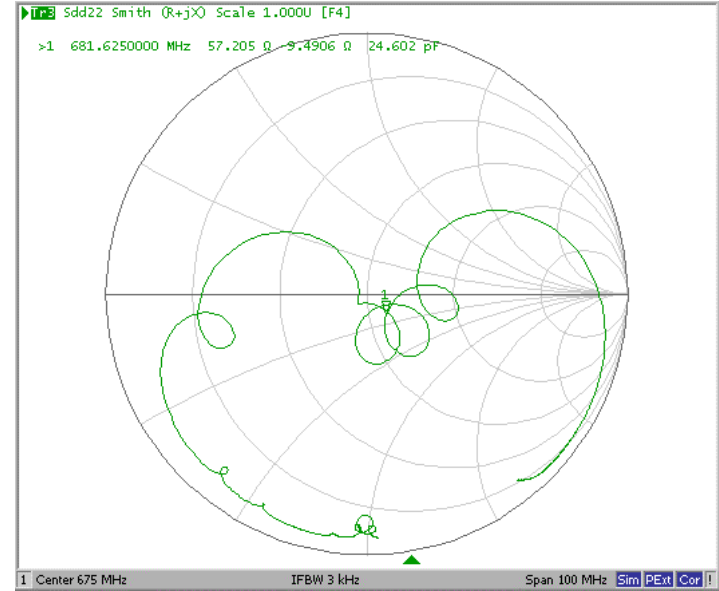 Tr3 Sdd22 Smith (R+jX) Scale 1.000U [F4]
>1 681.6250000 MHz 57.205 Ω -9.4906 Ω 24.602 pF
1
1 Center 675 MHz IFBW 3 kHz Span 100 MHz Sim PExt Cor !